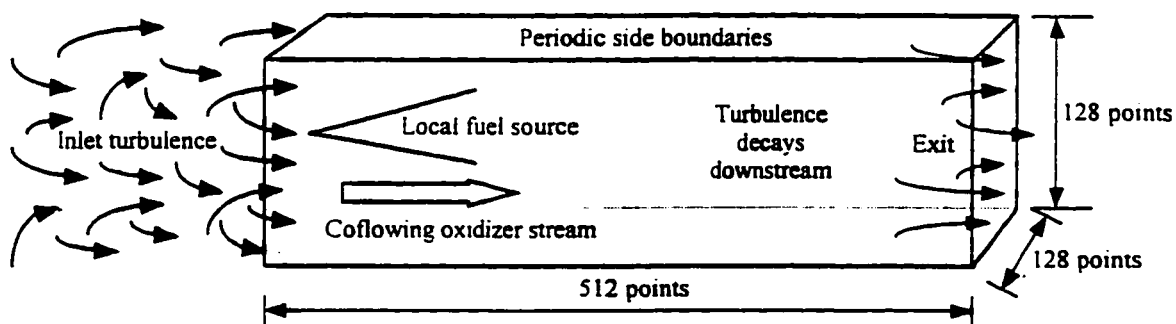 Periodic side boundaries
128 points
Inlet turbulence
Local fuel source
Turbulence
decays
downstream
Exit
Coflowing oxidizer stream
128 points
512 points